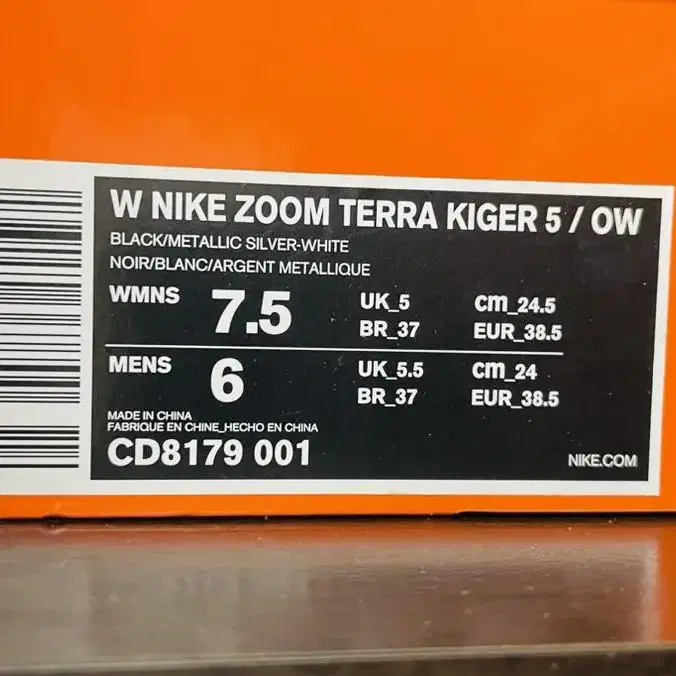 W NIKE ZOOM TERRA KIGER 5 / OW
BLACK/METALLIC SILVER-WHITE
NOIR/BLANC/ARGENT METALLIQUE
WMNS 7.5 UK_5 cm_24.5
BR_37 EUR_38.5
MENS 6 UK_5.5 cm_24
BR_37 EUR_38.5
MADE IN CHINA
FABRIQUE EN CHINE_HECHO EN CHINA
CD8179 001 NIKE.COM